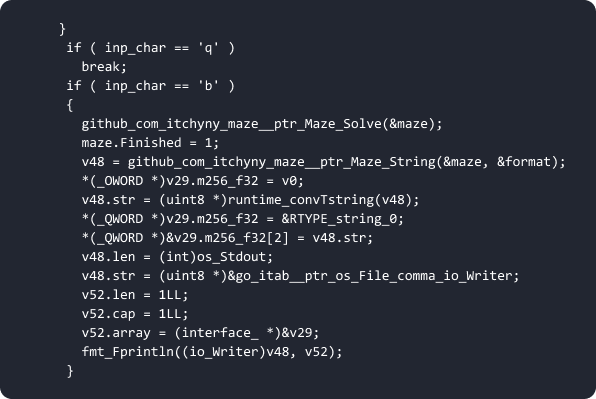 }
if ( inp_char == 'q' )
break;
if ( inp_char == 'b' )
{
github_com_itchyny_maze__ptr_Maze_Solve(&maze);
maze.Finished = 1;
v48 = github_com_itchyny_maze__ptr_Maze_String(&maze, &format);
*(_OWORD *)v29.m256_f32 = v0;
v48.str = (uint8 *)runtime_convTstring(v48);
*(_QWORD *)v29.m256_f32 = &RTYPE_string_0;
*(_QWORD *)&v29.m256_f32[2] = v48.str;
v48.len = (int)os_Stdout;
v48.str = (uint8 *)&go_itab__ptr_os_File_comma_io_Writer;
v52.len = 1LL;
v52.cap = 1LL;
v52.array = (interface_ *)&v29;
fmt_Fprintln((io_Writer)v48, v52);
}